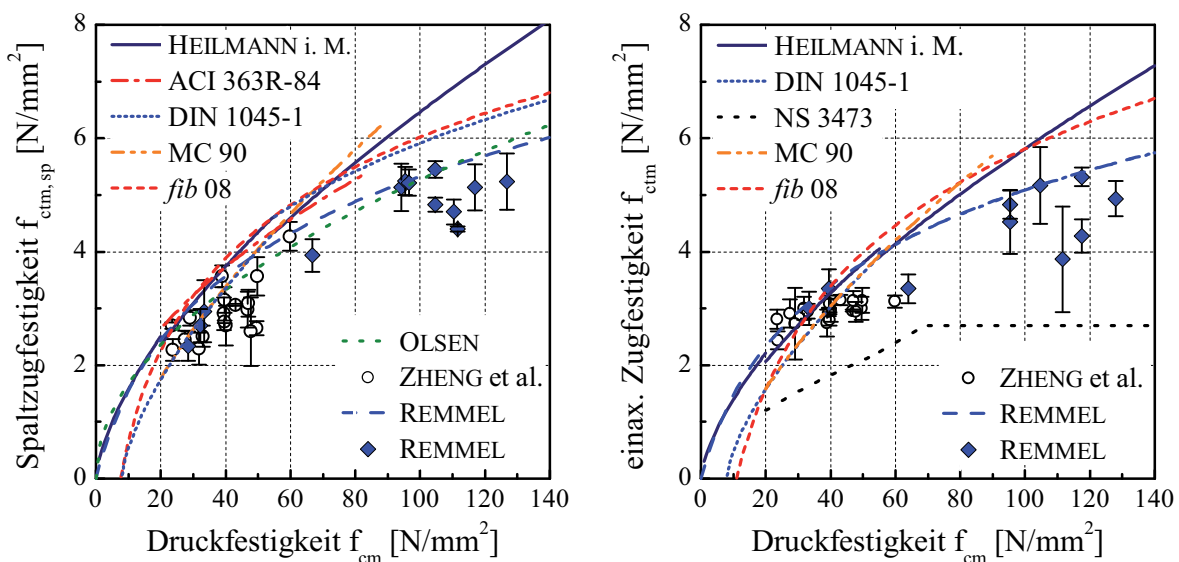 Spaltzugfestigkeit f_ctm, sp [N/mm²]
8
6
4
2
0
HEILMANN i. M.
ACI 363R-84
DIN 1045-1
MC 90
fib 08
OLSEN
ZHENG et al.
REMMEL
REMMEL
0 20 40 60 80 100 120 140
Druckfestigkeit f_cm [N/mm²]
einax. Zugfestigkeit f_ctm [N/mm²]
8
6
4
2
0
HEILMANN i. M.
DIN 1045-1
NS 3473
MC 90
fib 08
ZHENG et al.
REMMEL
REMMEL
0 20 40 60 80 100 120 140
Druckfestigkeit f_cm [N/mm²]